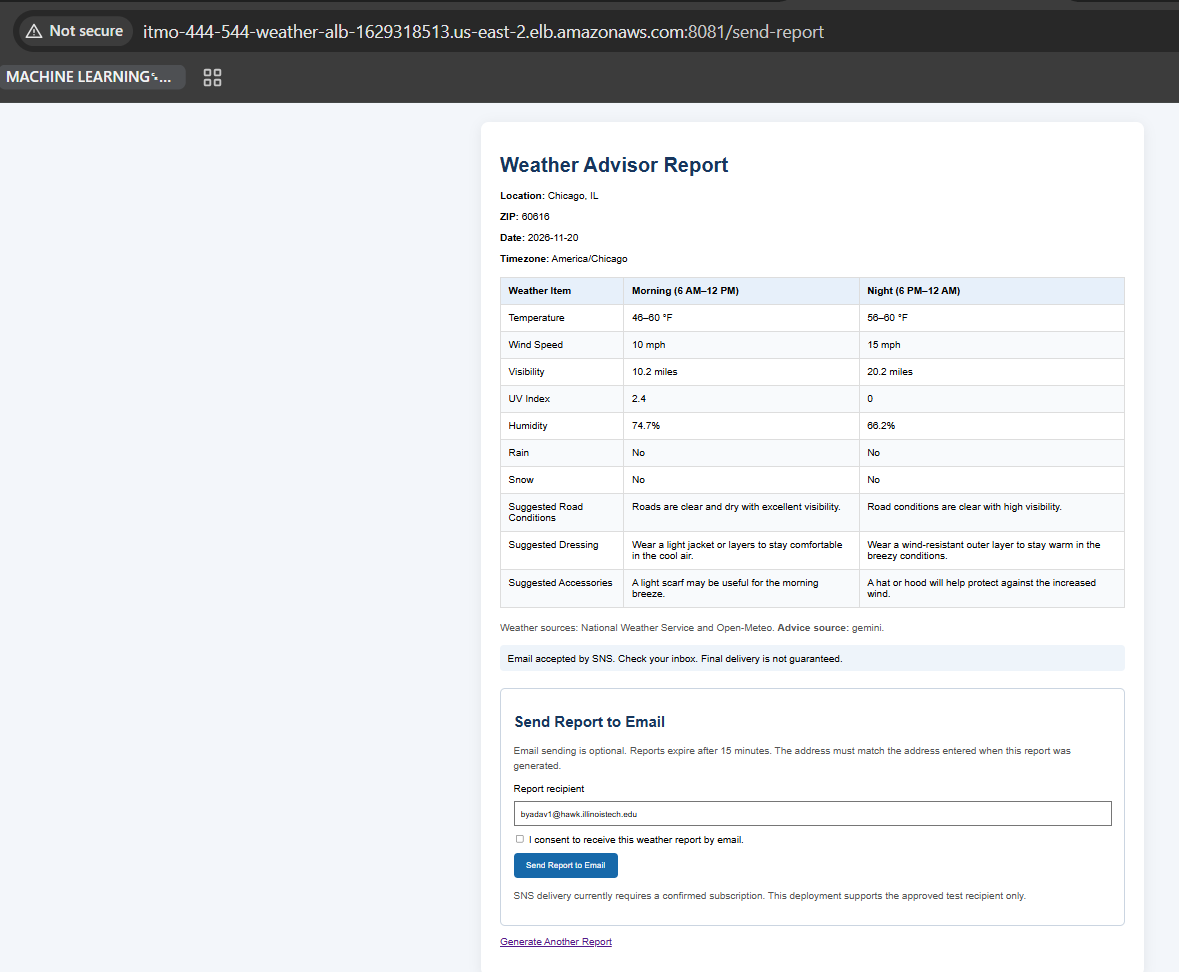 Not secure
itmo-444-544-weather-alb-1629318513.us-east-2.elb.amazonaws.com:8081/send-report
MACHINE LEARNING...
Weather Advisor Report
Location: Chicago, IL
ZIP: 60616
Date: 2026-11-20
Timezone: America/Chicago
Weather Item Morning (6 AM–12 PM) Night (6 PM–12 AM)
Temperature 46–60 °F 56–60 °F
Wind Speed 10 mph 15 mph
Visibility 10.2 miles 20.2 miles
UV Index 2.4 0
Humidity 74.7% 66.2%
Rain No No
Snow No No
Suggested Road Conditions Roads are clear and dry with excellent visibility. Road conditions are clear with high visibility.
Suggested Dressing Wear a light jacket or layers to stay comfortable in the cool air. Wear a wind-resistant outer layer to stay warm in the breezy conditions.
Suggested Accessories A light scarf may be useful for the morning breeze. A hat or hood will help protect against the increased wind.
Weather sources: National Weather Service and Open-Meteo. Advice source: gemini.
Email accepted by SNS. Check your inbox. Final delivery is not guaranteed.
Send Report to Email
Email sending is optional. Reports expire after 15 minutes. The address must match the address entered when this report was
generated.
Report recipient
byadav1@hawk.illinoistech.edu
I consent to receive this weather report by email.
Send Report to Email
SNS delivery currently requires a confirmed subscription. This deployment supports the approved test recipient only.
Generate Another Report